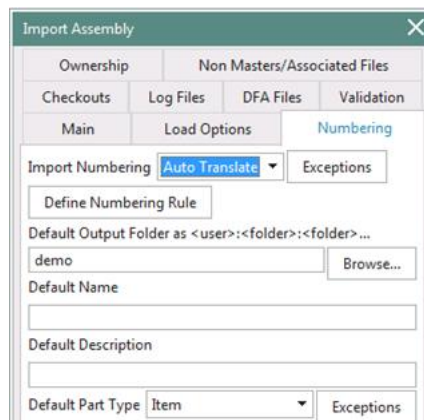 Import Assembly
Ownership Non Masters/Associated Files
Checkouts Log Files DFA Files Validation
Main Load Options Numbering
Import Numbering Auto Translate Exceptions
Define Numbering Rule
Default Output Folder as <user>:<folder>:<folder>...
demo Browse...
Default Name
Default Description
Default Part Type Item Exceptions